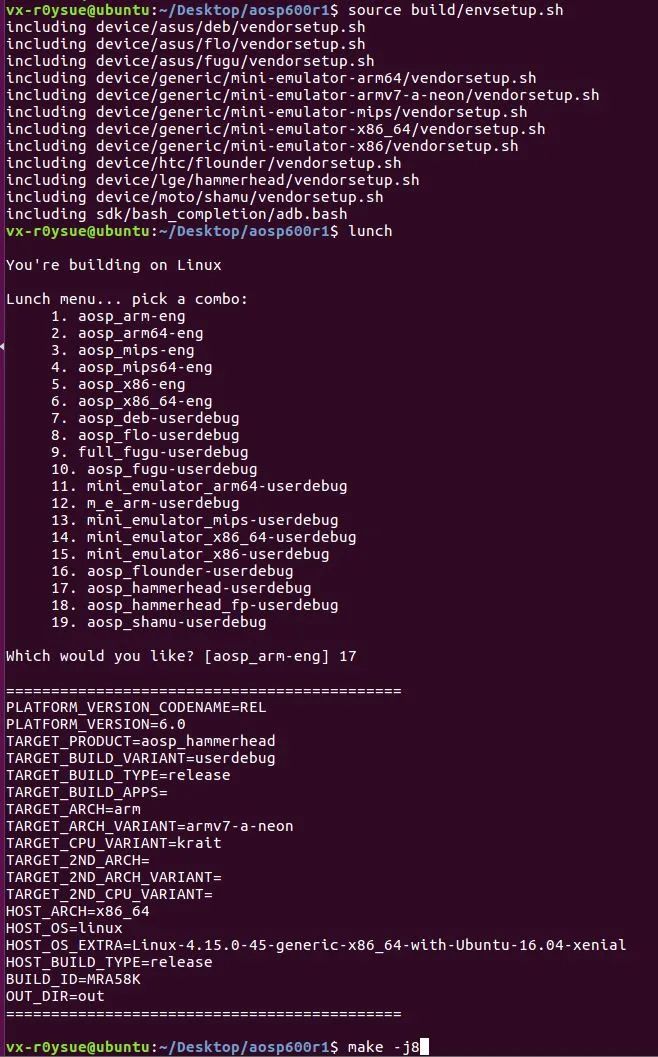 vx-r0ysue@ubuntu:~/Desktop/aosp600r1$ source build/envsetup.sh
including device/asus/deb/vendorsetup.sh
including device/asus/flo/vendorsetup.sh
including device/asus/fugu/vendorsetup.sh
including device/generic/mini-emulator-arm64/vendorsetup.sh
including device/generic/mini-emulator-armv7-a-neon/vendorsetup.sh
including device/generic/mini-emulator-mips/vendorsetup.sh
including device/generic/mini-emulator-x86_64/vendorsetup.sh
including device/generic/mini-emulator-x86/vendorsetup.sh
including device/htc/flounder/vendorsetup.sh
including device/lge/hammerhead/vendorsetup.sh
including device/moto/shamu/vendorsetup.sh
including sdk/bash_completion/adb.bash
vx-r0ysue@ubuntu:~/Desktop/aosp600r1$ lunch
You're building on Linux
Lunch menu... pick a combo:
1. aosp_arm-eng
2. aosp_arm64-eng
3. aosp_mips-eng
4. aosp_mips64-eng
5. aosp_x86-eng
6. aosp_x86_64-eng
7. aosp_deb-userdebug
8. aosp_flo-userdebug
9. full_fugu-userdebug
10. aosp_fugu-userdebug
11. mini_emulator_arm64-userdebug
12. m_e_arm-userdebug
13. mini_emulator_mips-userdebug
14. mini_emulator_x86_64-userdebug
15. mini_emulator_x86-userdebug
16. aosp_flounder-userdebug
17. aosp_hammerhead-userdebug
18. aosp_hammerhead_fp-userdebug
19. aosp_shamu-userdebug
Which would you like? [aosp_arm-eng] 17
============================================
PLATFORM_VERSION_CODENAME=REL
PLATFORM_VERSION=6.0
TARGET_PRODUCT=aosp_hammerhead
TARGET_BUILD_VARIANT=userdebug
TARGET_BUILD_TYPE=release
TARGET_BUILD_APPS=
TARGET_ARCH=arm
TARGET_ARCH_VARIANT=armv7-a-neon
TARGET_CPU_VARIANT=krait
TARGET_2ND_ARCH=
TARGET_2ND_ARCH_VARIANT=
TARGET_2ND_CPU_VARIANT=
HOST_ARCH=x86_64
HOST_OS=linux
HOST_OS_EXTRA=Linux-4.15.0-45-generic-x86_64-with-Ubuntu-16.04-xenial
HOST_BUILD_TYPE=release
BUILD_ID=MRA58K
OUT_DIR=out
============================================
vx-r0ysue@ubuntu:~/Desktop/aosp600r1$ make -j8